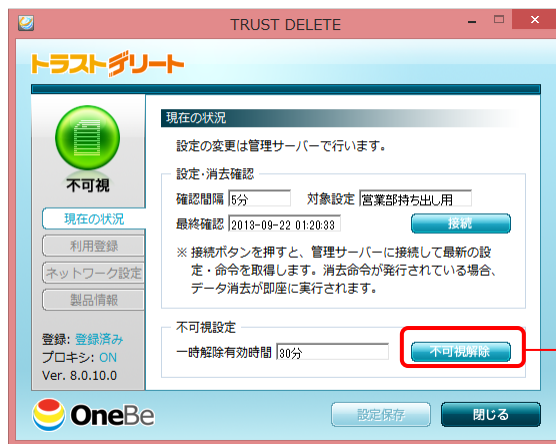 TRUST DELETE
トラストデリート
不可視
現在の状況
利用登録
ネットワーク設定
製品情報
登録: 登録済み
プロキシ: ON
Ver. 8.0.10.0
現在の状況
設定の変更は管理サーバーで行います。
設定・消去確認
確認間隔 5分 対象設定 営業部持ち出し用
最終確認 2013-09-22 01:20:33 接続
※ 接続ボタンを押すと、管理サーバーに接続して最新の設
定・命令を取得します。消去命令が発行されている場合、
データ消去が即座に実行されます。
不可視設定
一時解除有効時間 30分 不可視解除
OneBe
設定保存 閉じる